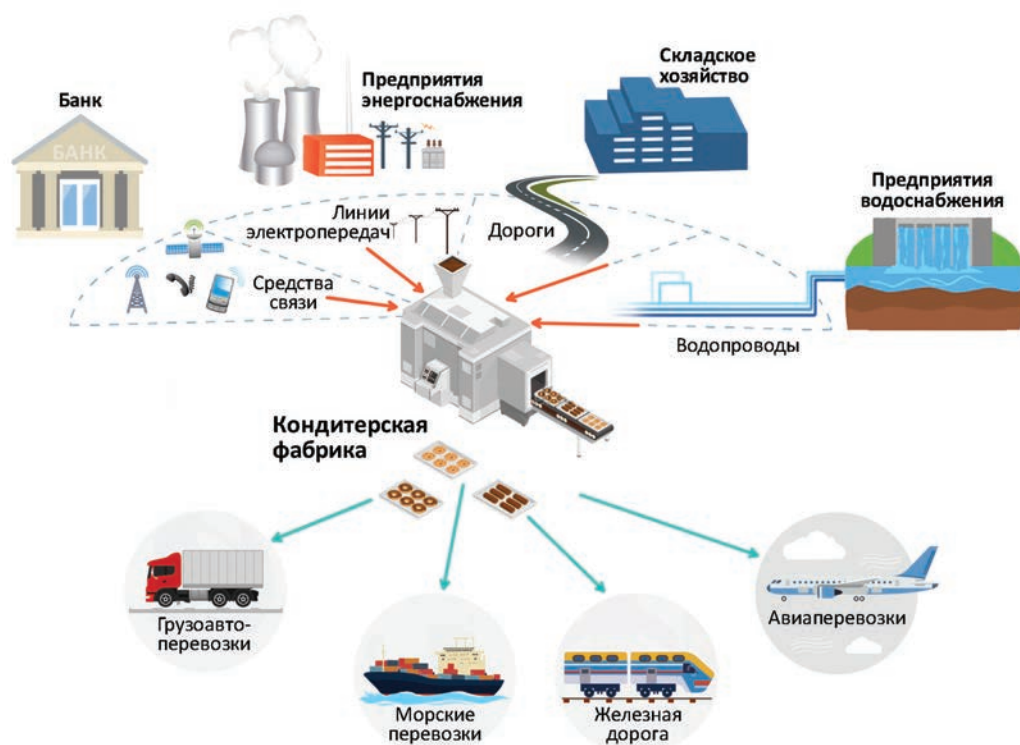 Банк
БАНК
Предприятия
энергоснабжения
Складское
хозяйство
Предприятия
водоснабжения
Линии
электропередач
Дороги
Средства
связи
Водопроводы
Кондитерская
фабрика
Грузоавто-
перевозки
Морские
перевозки
Железная
дорога
Авиаперевозки